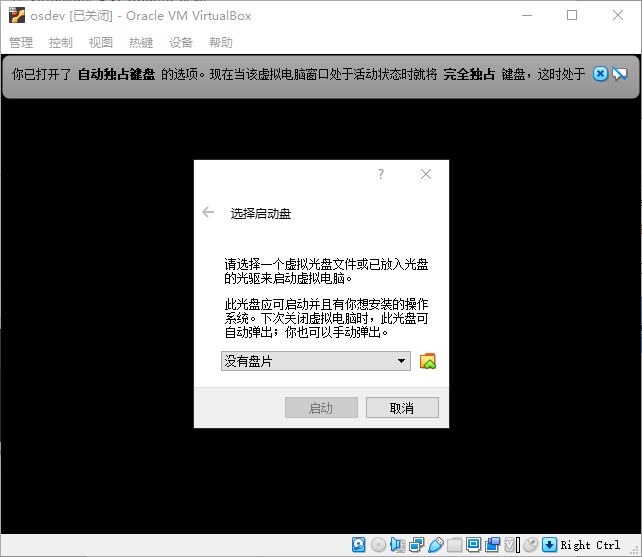 osdev [已关闭] - Oracle VM VirtualBox
管理 控制 视图 热键 设备 帮助
你已打开了 自动独占键盘 的选项。现在当该虚拟电脑窗口处于活动状态时就将 完全独占 键盘，这时处于
?
选择启动盘
请选择一个虚拟光盘文件或已放入光盘
的光驱来启动虚拟电脑。
此光盘应可启动并且有你想安装的操作
系统。下次关闭虚拟电脑时，此光盘可
自动弹出；你也可以手动弹出。
没有盘片
启动 取消
Right Ctrl